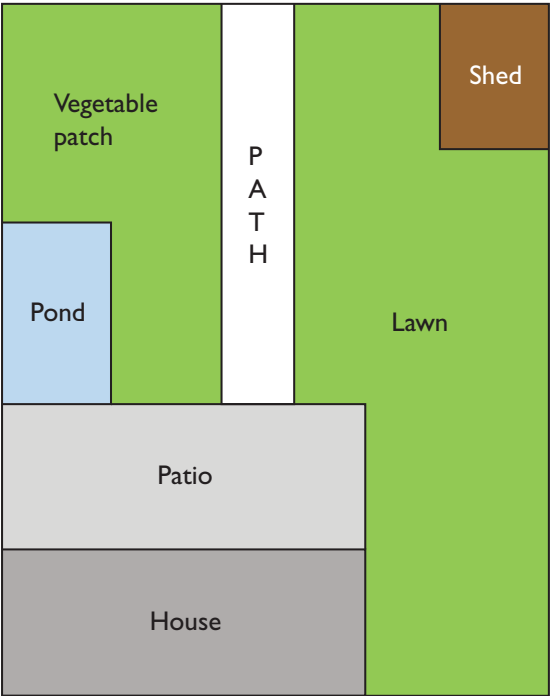 Shed
Vegetable
patch
P
A
T
H
Pond
Lawn
Patio
House